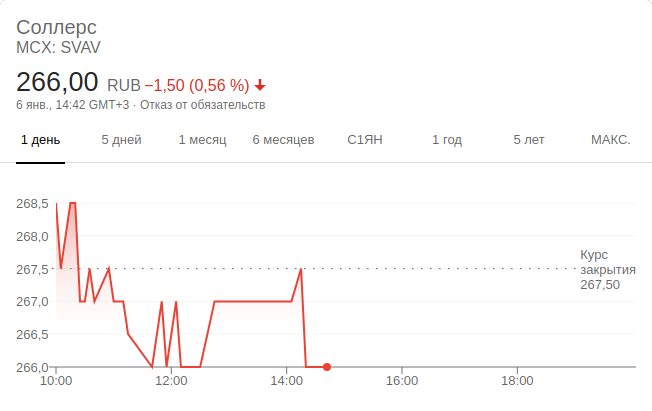 Соллерс
MCX: SVAV
266,00 RUB −1,50 (0,56 %)
6 янв., 14:42 GMT+3 · Отказ от обязательств
1 день 5 дней 1 месяц 6 месяцев С1ЯН 1 год 5 лет МАКС.
268,5
268,0
267,5
267,0
266,5
266,0
Курс
закрытия
267,50
10:00 12:00 14:00 16:00 18:00